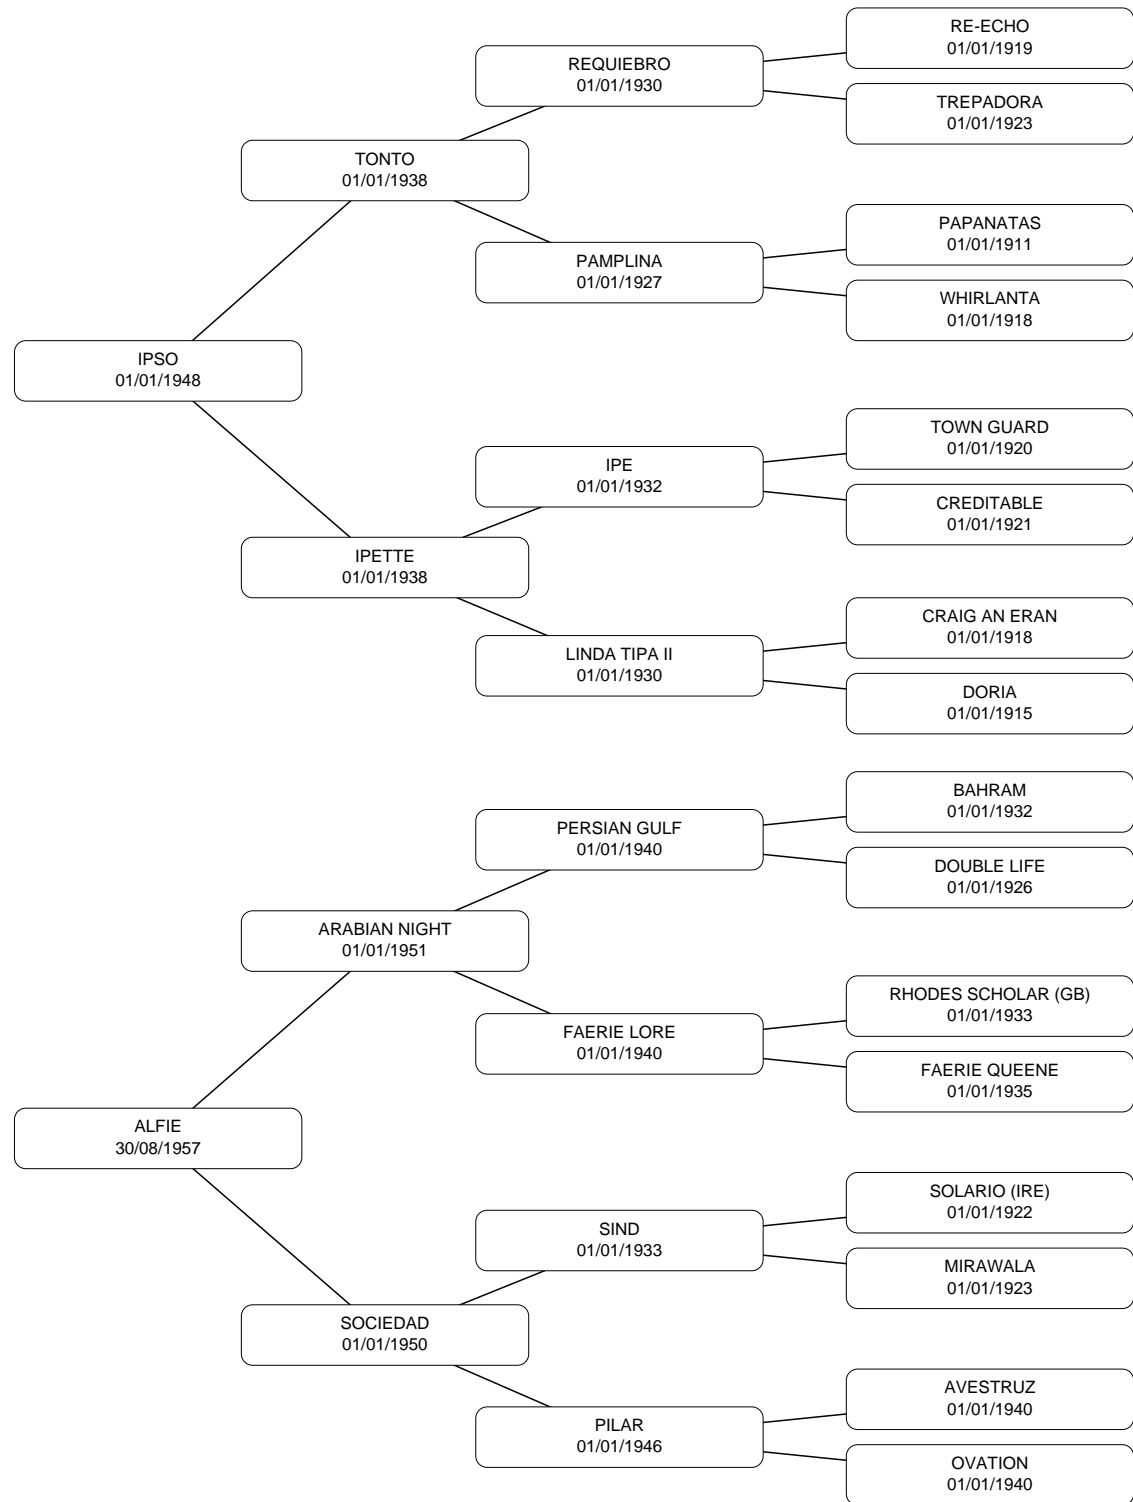 RE-ECHO
01/01/1919
REQUIEBRO
01/01/1930
TREPADORA
01/01/1923
TONTO
01/01/1938
PAPANATAS
01/01/1911
PAMPLINA
01/01/1927
WHIRLANTA
01/01/1918
IPSO
01/01/1948
TOWN GUARD
01/01/1920
IPE
01/01/1932
CREDITABLE
01/01/1921
IPETTE
01/01/1938
CRAIG AN ERAN
01/01/1918
LINDA TIPA II
01/01/1930
DORIA
01/01/1915
BAHRAM
01/01/1932
PERSIAN GULF
01/01/1940
DOUBLE LIFE
01/01/1926
ARABIAN NIGHT
01/01/1951
RHODES SCHOLAR (GB)
01/01/1933
FAERIE LORE
01/01/1940
FAERIE QUEENE
01/01/1935
ALFIE
30/08/1957
SOLARIO (IRE)
01/01/1922
SIND
01/01/1933
MIRAWALA
01/01/1923
SOCIEDAD
01/01/1950
AVESTRUZ
01/01/1940
PILAR
01/01/1946
OVATION
01/01/1940